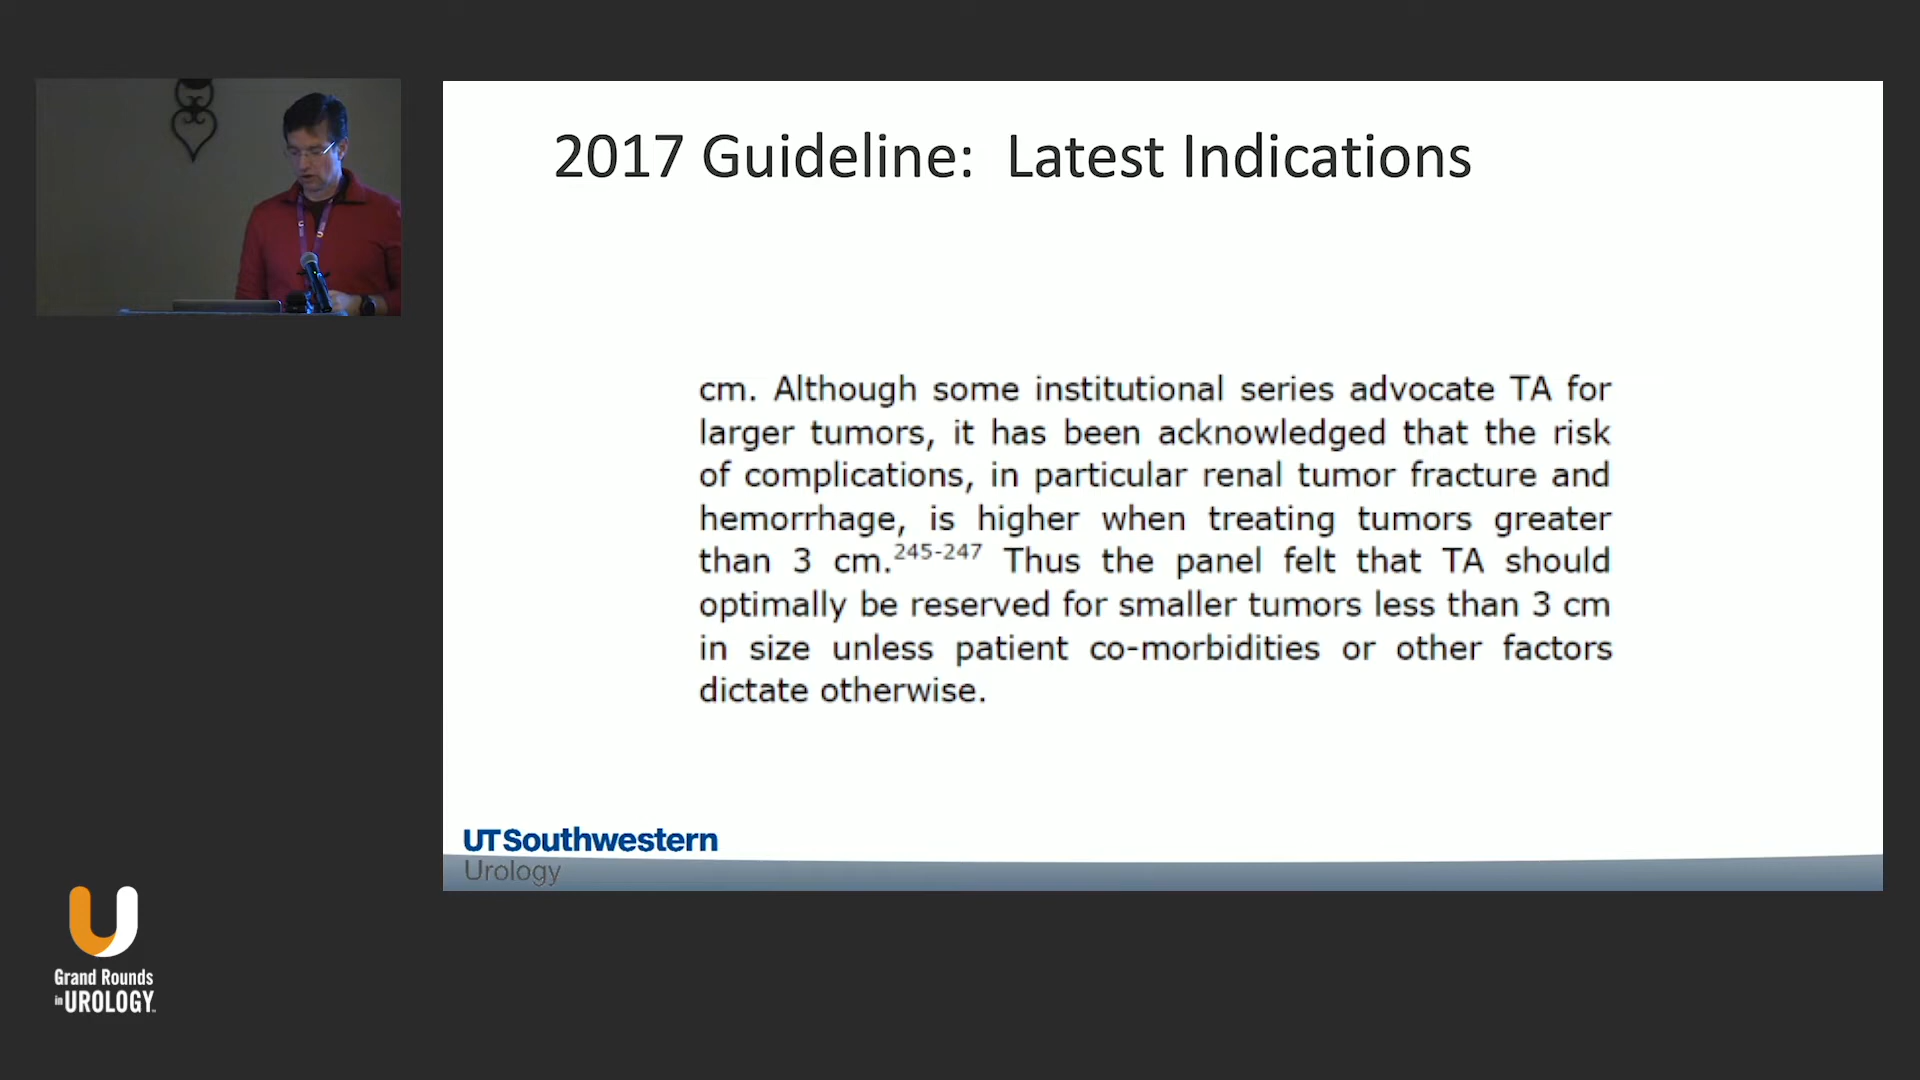 2017 Guideline: Latest Indications
cm. Although some institutional series advocate TA for
larger tumors, it has been acknowledged that the risk
of complications, in particular renal tumor fracture and
hemorrhage, is higher when treating tumors greater
than 3 cm.245-247 Thus the panel felt that TA should
optimally be reserved for smaller tumors less than 3 cm
in size unless patient co-morbidities or other factors
dictate otherwise.
UTSouthwestern
Urology
Grand Rounds
in UROLOGY